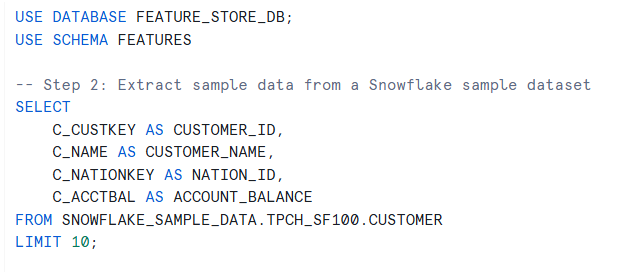 USE DATABASE FEATURE_STORE_DB;
USE SCHEMA FEATURES
-- Step 2: Extract sample data from a Snowflake sample dataset
SELECT
    C_CUSTKEY AS CUSTOMER_ID,
    C_NAME AS CUSTOMER_NAME,
    C_NATIONKEY AS NATION_ID,
    C_ACCTBAL AS ACCOUNT_BALANCE
FROM SNOWFLAKE_SAMPLE_DATA.TPCH_SF100.CUSTOMER
LIMIT 10;